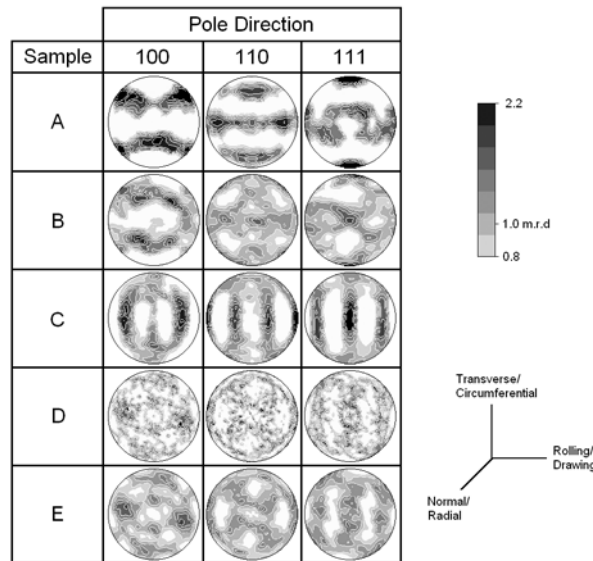 Pole Direction
Sample 100 110 111
A
B
C
D
E
2.2
1.0 m.r.d
0.8
Transverse/
Circumferential
Rolling/
Drawing
Normal/
Radial